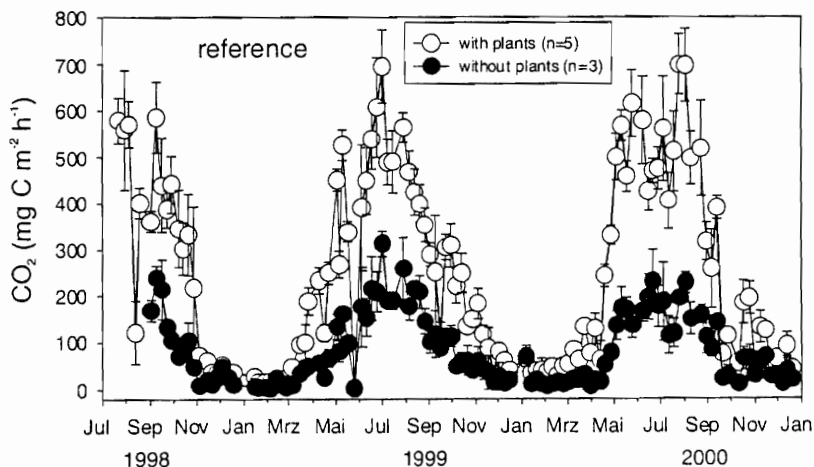 reference
with plants (n=5)
without plants (n=3)
CO₂ (mg C m⁻² h⁻¹)
800
700
600
500
400
300
200
100
0
Jul Sep Nov Jan Mrz Mai Jul Sep Nov Jan Mrz Mai Jul Sep Nov Jan
1998 1999 2000